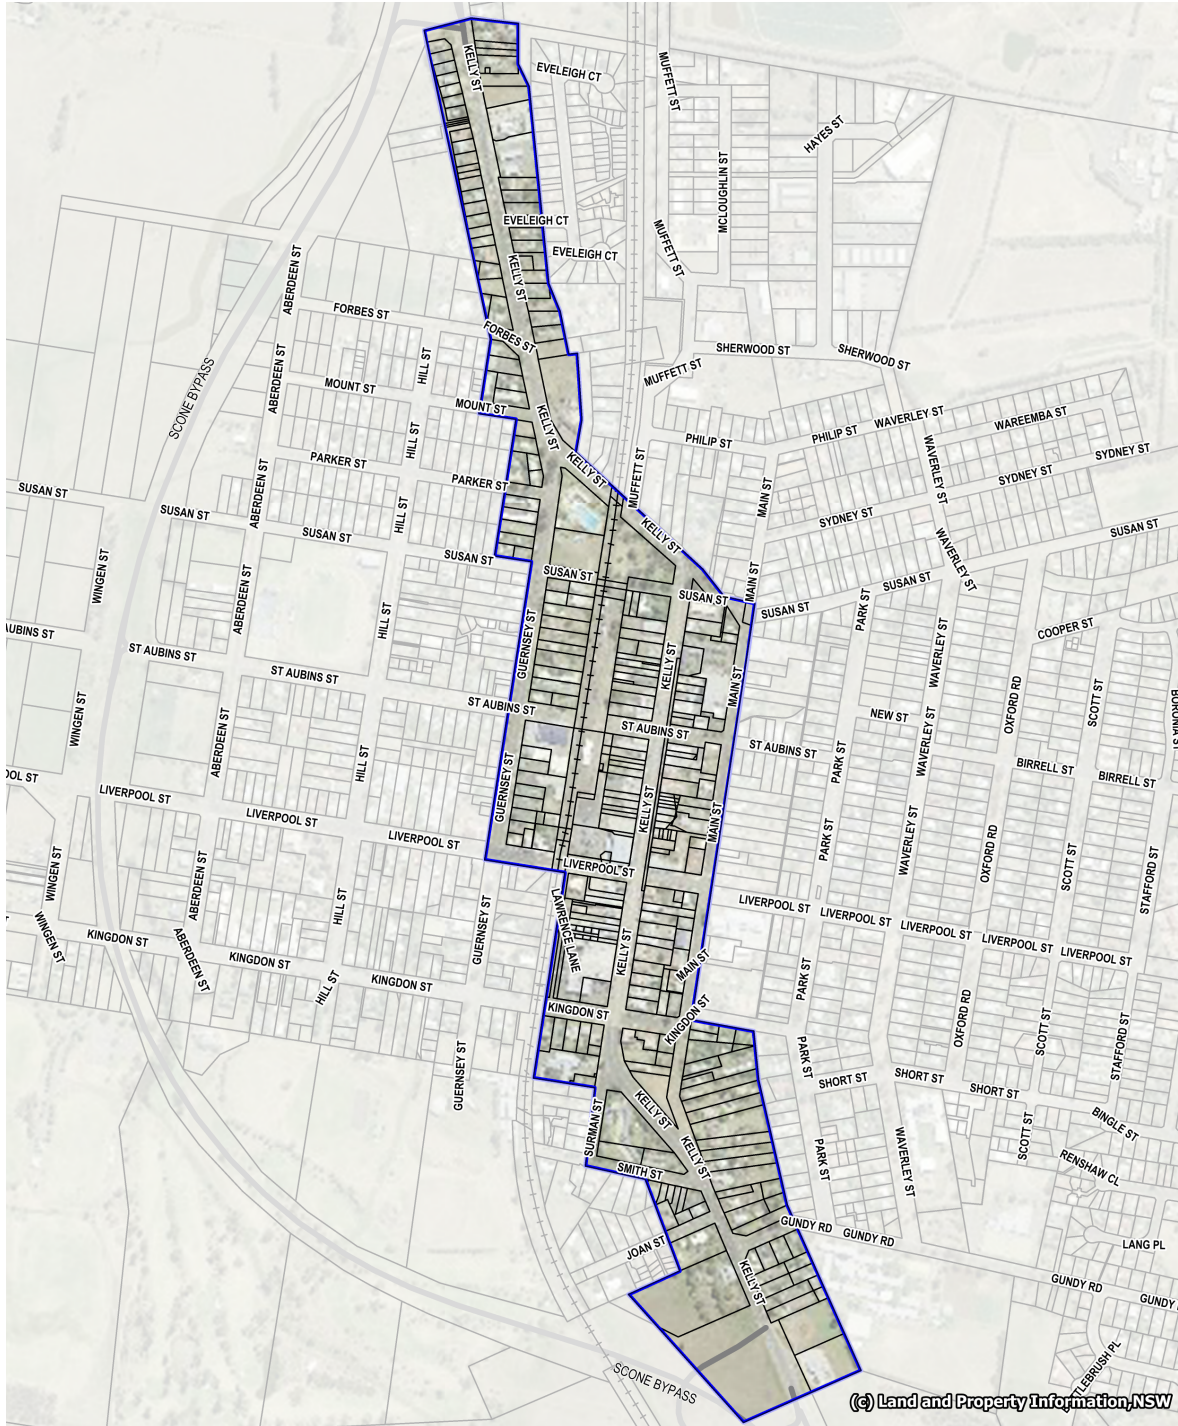 KELLY ST
EVELEIGH CT
MUFFETT ST
HAYES ST
MCLOUGHLIN ST
EVELEIGH CT
EVELEIGH CT
MUFFETT ST
ABERDEEN ST
KELLY ST
FORBES ST
FORBES ST
SHERWOOD ST
SHERWOOD ST
HILL ST
ABERDEEN ST
MUFFETT ST
MOUNT ST
MOUNT ST
SCONE BYPASS
KELLY ST
WAVERLEY ST
WAREEMBA ST
PHILIP ST
PHILIP ST
HILL ST
PARKER ST
KELLY ST
SYDNEY ST
WAVERLEY ST
SYDNEY ST
MUFFETT ST
PARKER ST
SUSAN ST
ABERDEEN ST
MAIN ST
SUSAN ST
HILL ST
SYDNEY ST
SUSAN ST
SUSAN ST
KELLY ST
SUSAN ST
WAVERLEY ST
WINGEN ST
SUSAN ST
MAIN ST
SUSAN ST
SUSAN ST
SUSAN ST
ABERDEEN ST
HILL ST
PARK ST
COOPER ST
AUBINS ST
GUERNSEY ST
WAVERLEY ST
ST AUBINS ST
KELLY ST
ST AUBINS ST
MAIN ST
OXFORD RD
SCOTT ST
WINGEN ST
ST AUBINS ST
NEW ST
ST AUBINS ST
ABERDEEN ST
WAVERLEY ST
ST AUBINS ST
HILL ST
PARK ST
BIRRELL ST
BIRRELL ST
OOL ST
GUERNSEY ST
LIVERPOOL ST
KELLY ST
MAIN ST
LIVERPOOL ST
PARK ST
WAVERLEY ST
LIVERPOOL ST
OXFORD RD
LIVERPOOL ST
SCOTT ST
WINGEN ST
ABERDEEN ST
STAFFORD ST
HILL ST
LIVERPOOL ST
LIVERPOOL ST
LIVERPOOL ST
LIVERPOOL ST
LIVERPOOL ST
GUERNSEY ST
LAWRENCE LANE
WINGEN ST
KINGDON ST
ABERDEEN ST
KINGDON ST
KELLY ST
MAIN ST
HILL ST
KINGDON ST
PARK ST
KINGDON ST
KINGDON ST
OXFORD RD
SCOTT ST
STAFFORD ST
GUERNSEY ST
PARK ST
SHORT ST
SHORT ST
SHORT ST
KELLY ST
SURMAN ST
BINGLE ST
SCOTT ST
KELLY ST
PARK ST
WAVERLEY ST
RENSHAW CL
SMITH ST
GUNDY RD
GUNDY RD
JOAN ST
LANG PL
KELLY ST
GUNDY RD
GUNDY
SCONE BYPASS
(c) Land and Property Information,NSW